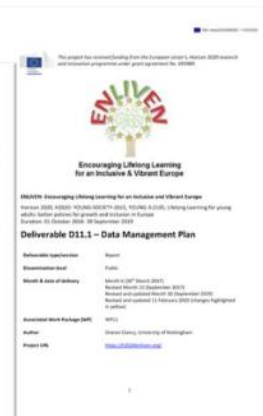 This project has received funding from the European Union's Horizon 2020 research
and innovation programme under grant agreement No.
ENLIVEN
Encouraging Lifelong Learning
for an Inclusive & Vibrant Europe
ENLIVEN: Encouraging Lifelong Learning for an Inclusive and Vibrant Europe
Horizon 2020, H2020-YOUNG-SOCIETY-2015, YOUNG-3-2015, Lifelong Learning for young
adults: better policies for growth and inclusion in Europe
Duration: 01 October 2016- 30 September 2019
Deliverable D11.1 – Data Management Plan
Deliverable type/version Report
Dissemination level Public
Month & date of delivery Month 6 (30th March 2017)
Revised Month 12 (September 2017)
Revised and updated Month 36 (September 2019)
Revised and updated 11 February 2020 (changes highlighted
in yellow)
Associated Work Package (WP) WP11
Author Sharon Clancy, University of Nottingham
Project URL https://h2020enliven.org/
1